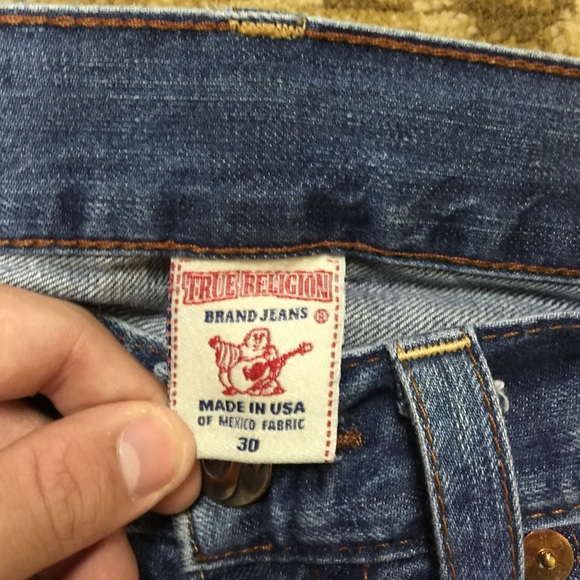 TRUE RELIGION
BRAND JEANS ®
MADE IN USA
OF MEXICO FABRIC
30